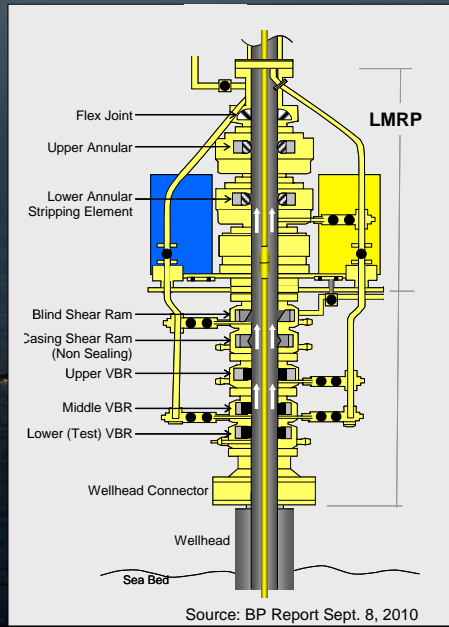 LMRP
Flex Joint
Upper Annular
Lower Annular
Stripping Element
Blind Shear Ram
Casing Shear Ram
(Non Sealing)
Upper VBR
Middle VBR
Lower (Test) VBR
Wellhead Connector
Wellhead
Sea Bed
Source: BP Report Sept. 8, 2010